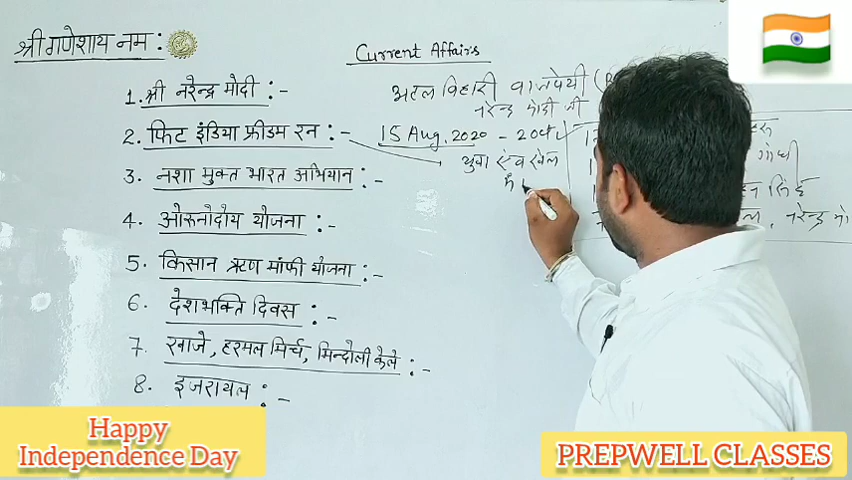 श्री गणेशाय नम:
Current Affairs
1. श्री नरेन्द्र मोदी :-
अटल बिहारी वाजपेयी
नरेन्द्र मोदी जी
2. फिट इंडिया फ्रीडम रन :-
15 Aug. 2020 - 2 Oct
युवा एंव खेल
3. नशा मुक्त भारत अभियान :-
4. ओरूनोदोय योजना :-
5. किसान ऋण मांफी योजना :-
6. देशभक्ति दिवस :-
7. खाजे, हरमल मिर्च, मिन्दोली केले :-
8. इजरायल :-
Happy
Independence Day
PREPWELL CLASSES